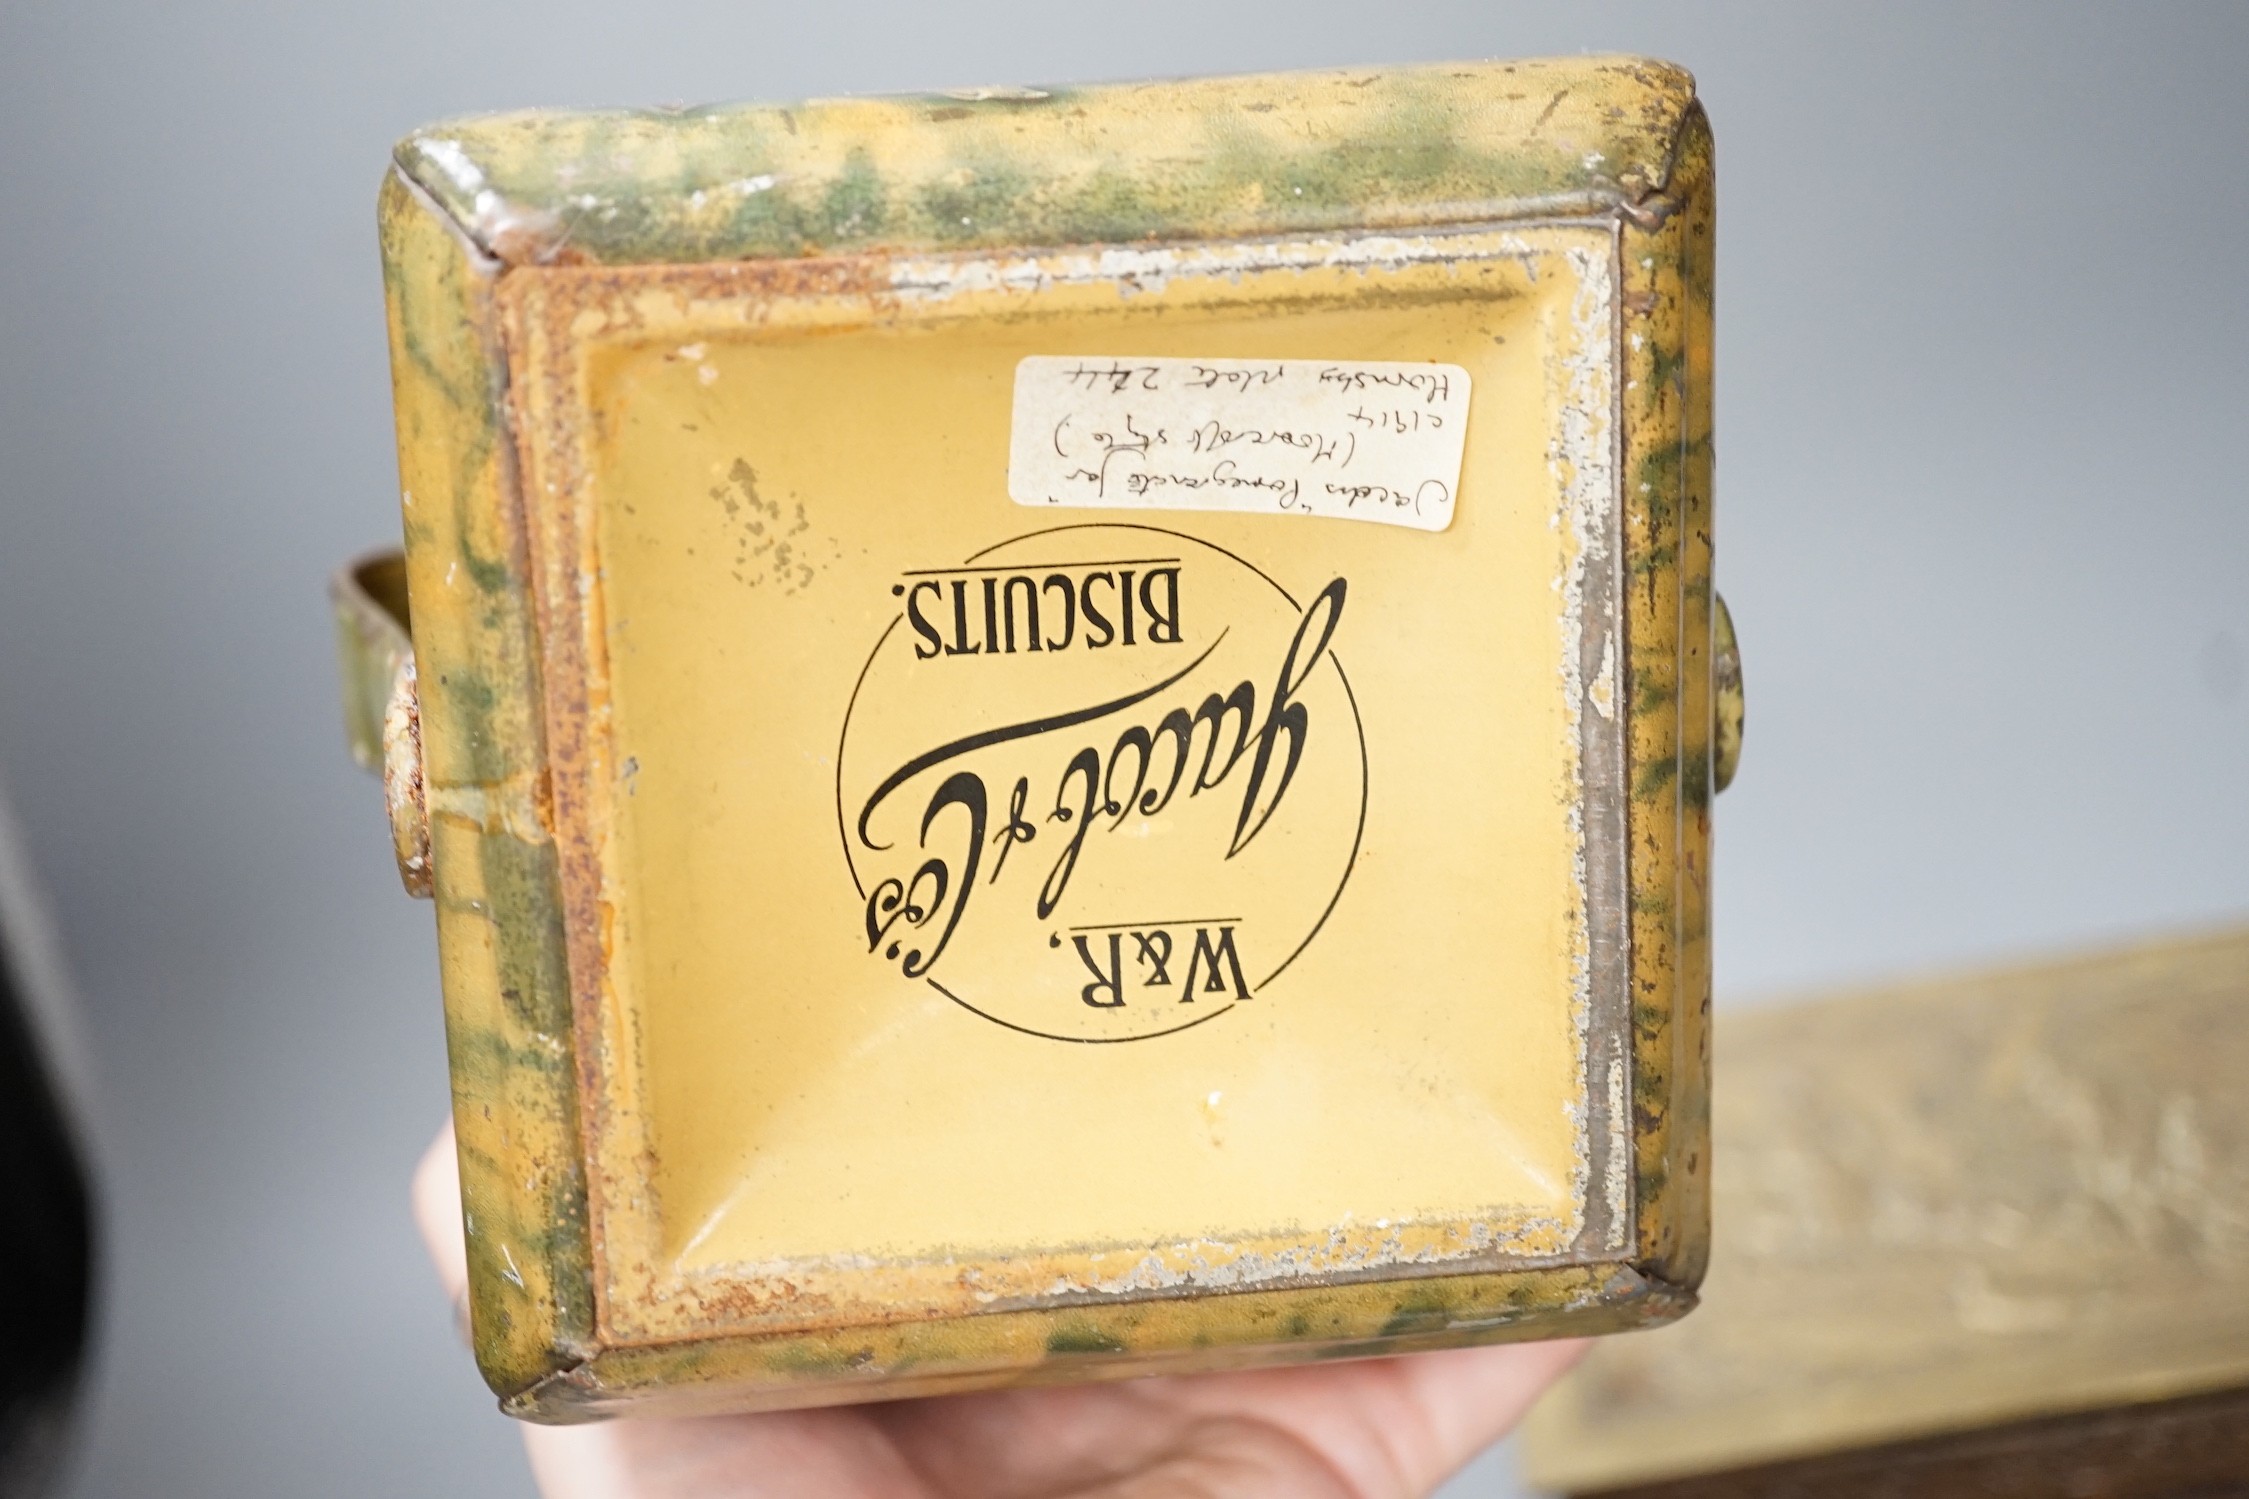 Jacobs "Pomegranate Jar"
(Moorcroft style)
c1914
Hornsby plate 244
W & R,
Jacob & Co's
BISCUITS.